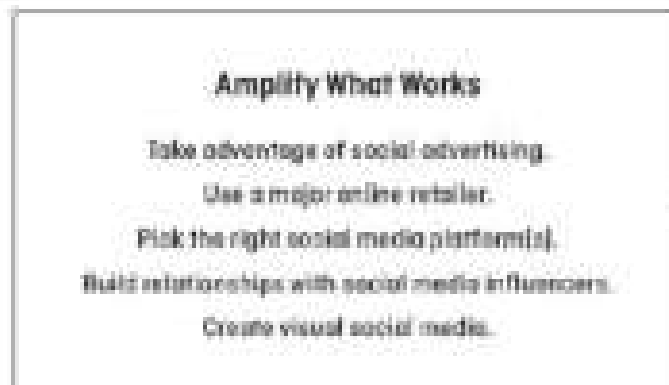 Amplify What Works
Take advantage of social advertising.
Use a major online retailer.
Pick the right social media platform(s).
Build relationships with social media influencers.
Create visual social media.